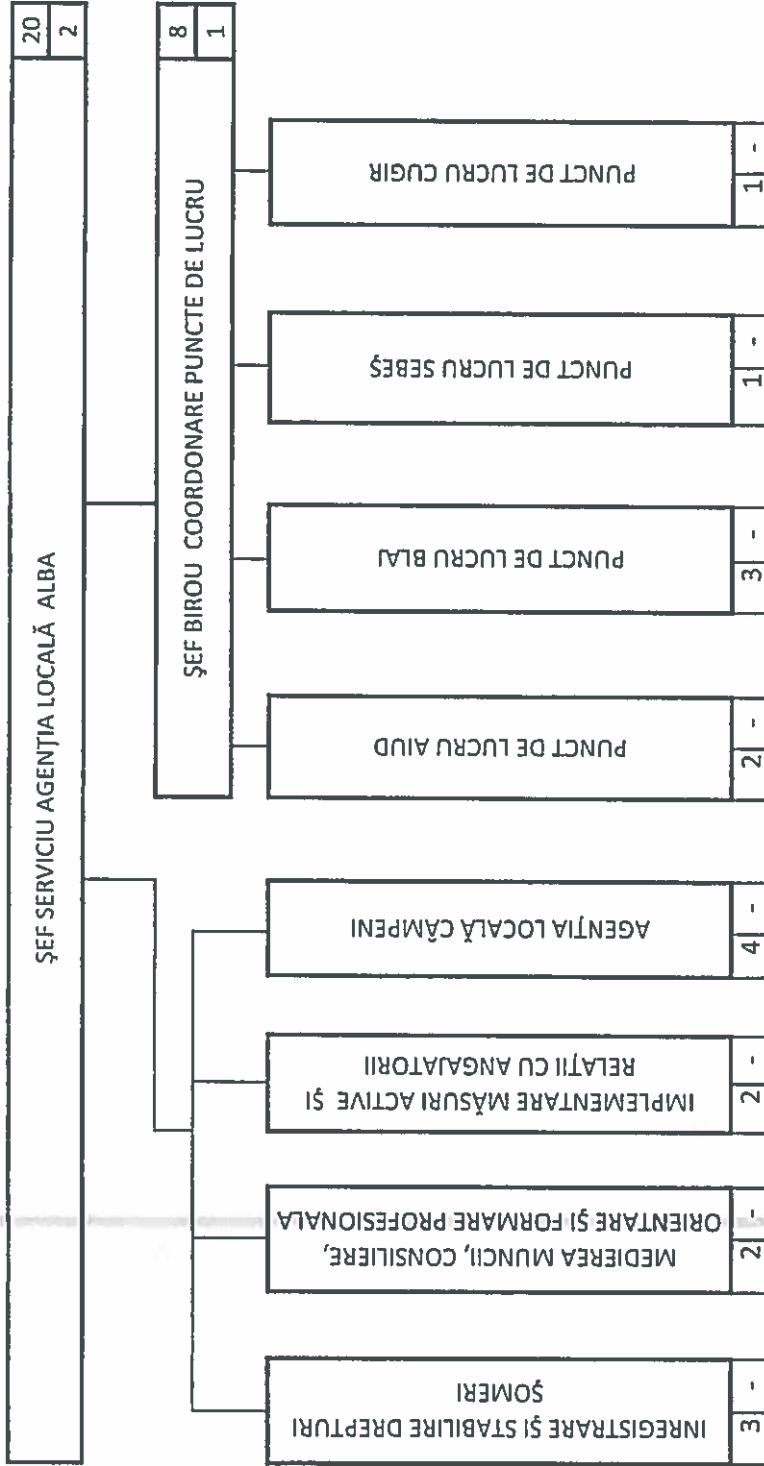 ŞEF SERVICIU AGENŢIA LOCALĂ ALBA
20
2
ŞEF BIROU COORDONARE PUNCTE DE LUCRU
8
1
INREGISTRARE ŞI STABILIRE DREPTURI
ŞOMERI
3 -
MEDIEREA MUNCII, CONSILIERE,
ORIENTARE ŞI FORMARE PROFESIONALA
2 -
IMPLEMENTARE MĂSURI ACTIVE ŞI
RELAŢII CU ANGAJATORII
2 -
AGENŢIA LOCALĂ CÂMPENI
4 -
PUNCT DE LUCRU AIUD
2 -
PUNCT DE LUCRU BLAJ
3 -
PUNCT DE LUCRU SEBEŞ
1 -
PUNCT DE LUCRU CUGIR
1 -